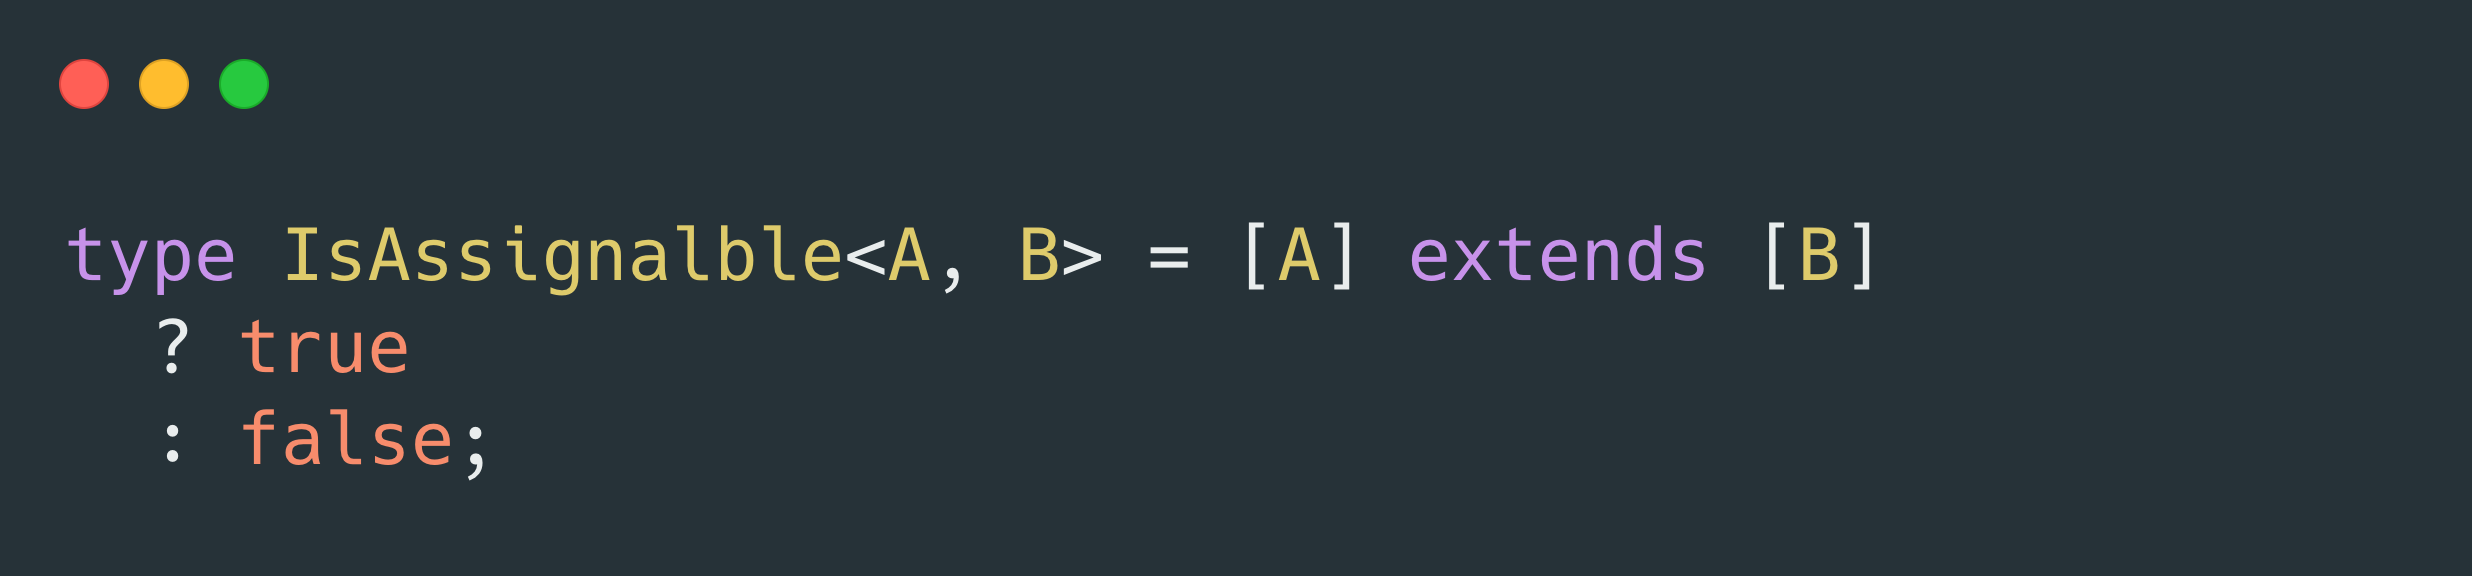 type IsAssignalble<A, B> = [A] extends [B]
  ? true
  : false;